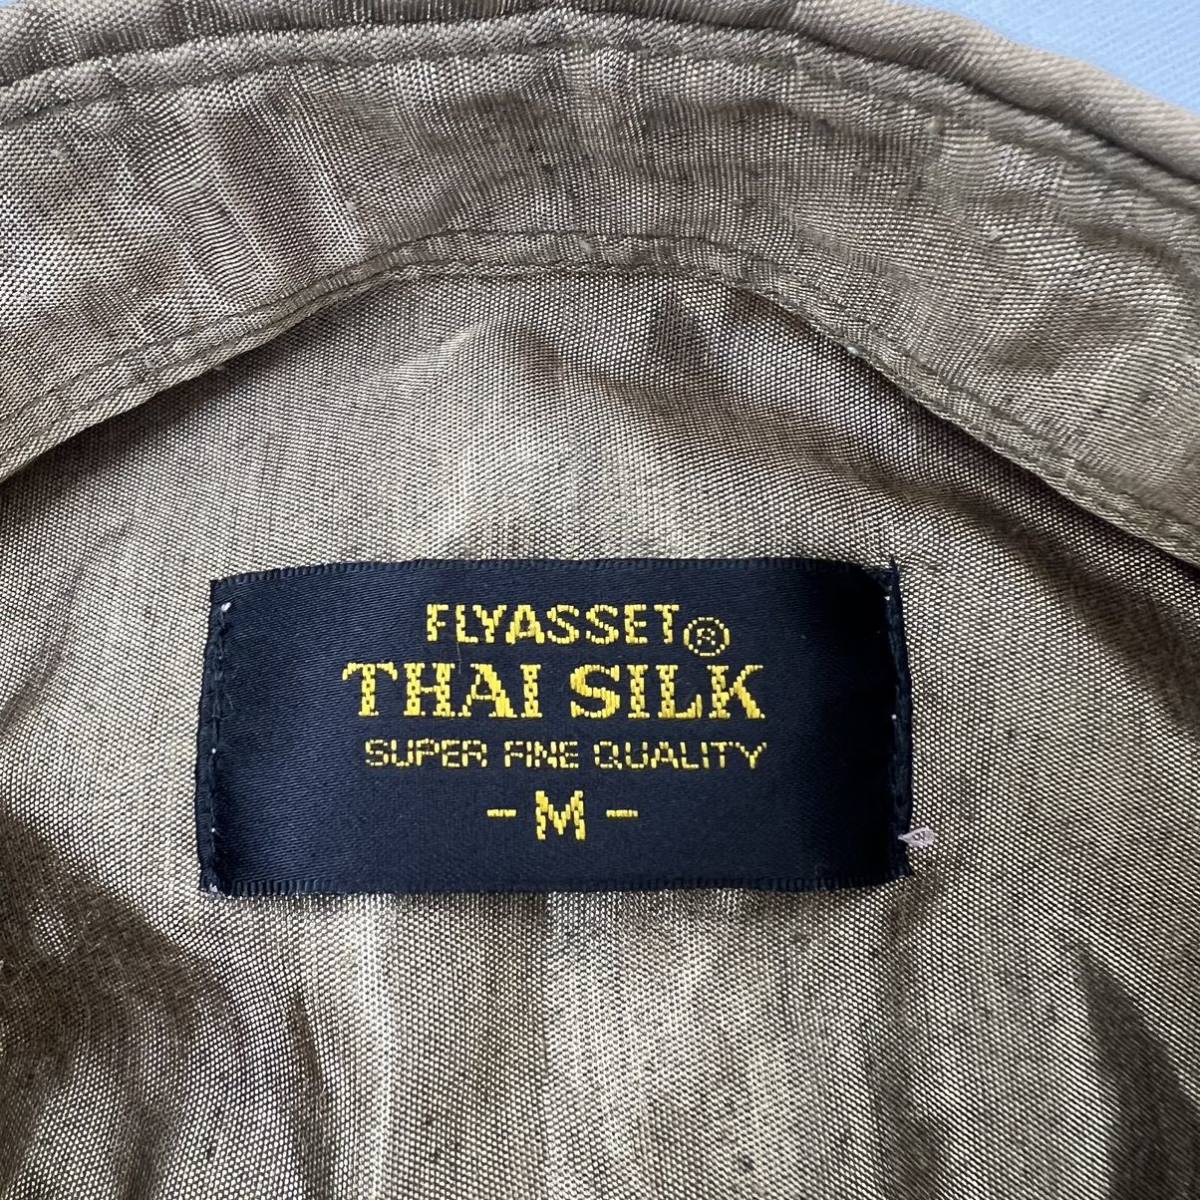 FLYASSET®
THAI SILK
SUPER FINE QUALITY
- M -